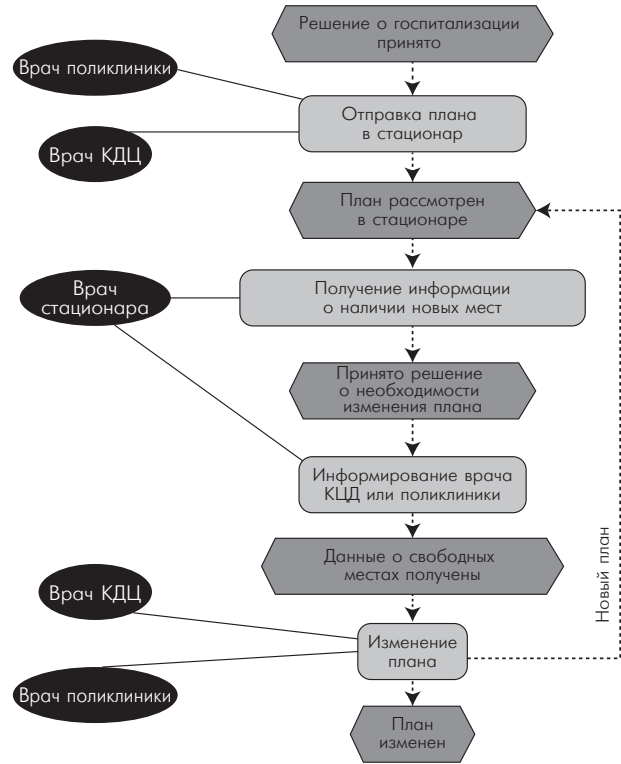 Решение о госпитализации
принято
Врач поликлиники
Отправка плана
в стационар
Врач КДЦ
План рассмотрен
в стационаре
Врач
стационара
Получение информации
о наличии новых мест
Принято решение
о необходимости
изменения плана
Информирование врача
КЦД или поликлиники
Данные о свободных
местах получены
Новый план
Врач КДЦ
Изменение
плана
Врач поликлиники
План
изменен